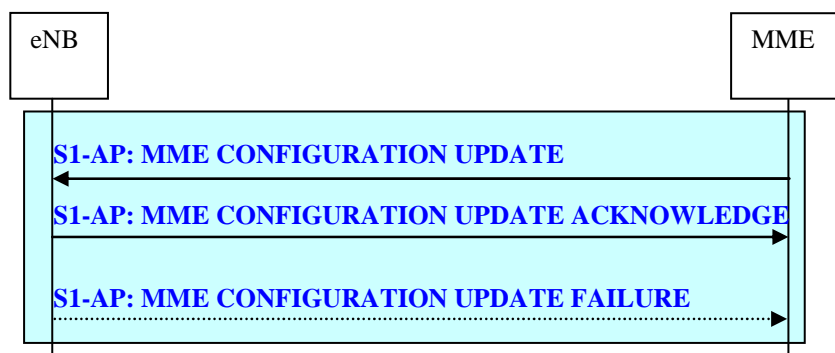 eNB
MME
S1-AP: MME CONFIGURATION UPDATE
S1-AP: MME CONFIGURATION UPDATE ACKNOWLEDGE
S1-AP: MME CONFIGURATION UPDATE FAILURE